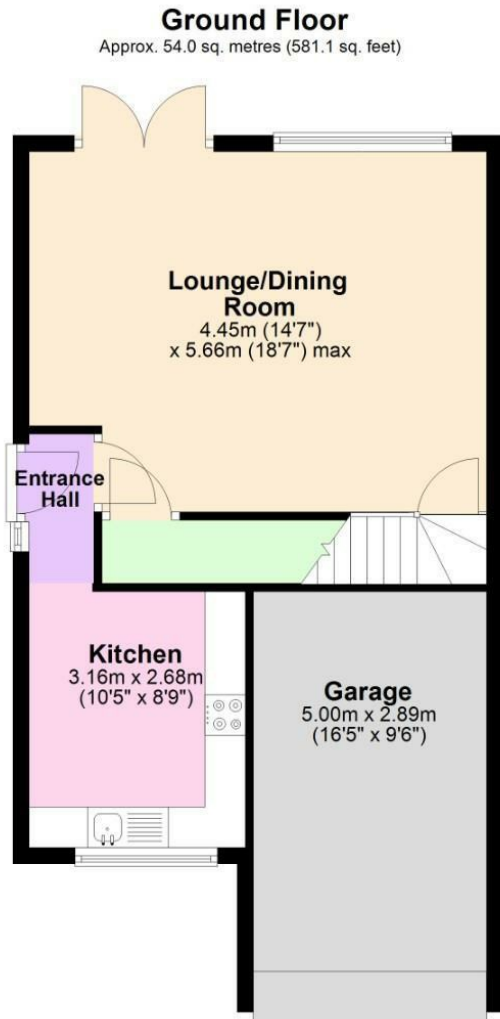 Ground Floor
Approx. 54.0 sq. metres (581.1 sq. feet)
Lounge/Dining
Room
4.45m (14'7")
x 5.66m (18'7") max
Entrance
Hall
Kitchen
3.16m x 2.68m
(10'5" x 8'9")
Garage
5.00m x 2.89m
(16'5" x 9'6")